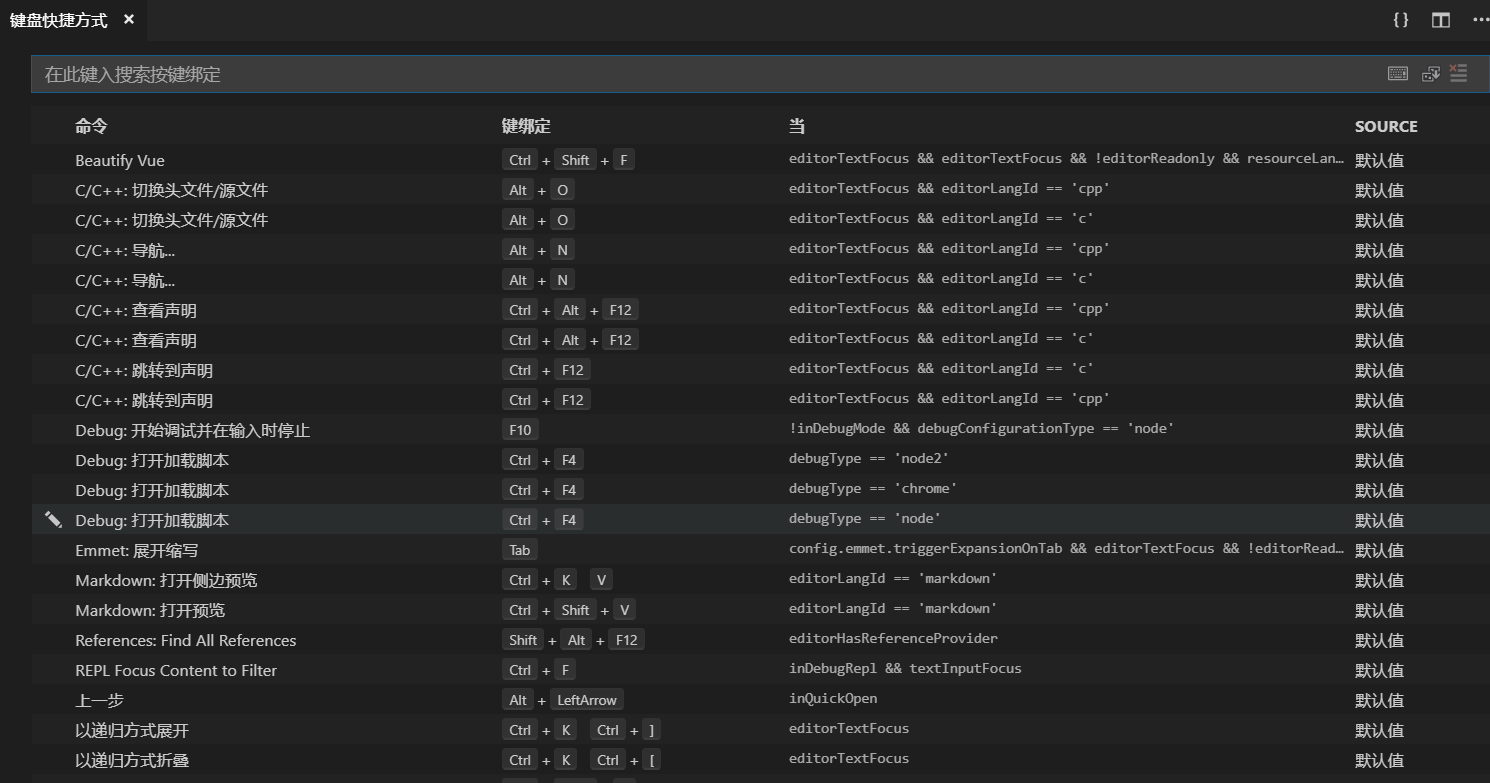 键盘快捷方式 ×
在此键入搜索按键绑定
命令 键绑定 当 SOURCE
Beautify Vue Ctrl + Shift + F editorTextFocus && editorTextFocus && !editorReadonly && resourceLan… 默认值
C/C++: 切换头文件/源文件 Alt + O editorTextFocus && editorLangId == 'cpp' 默认值
C/C++: 切换头文件/源文件 Alt + O editorTextFocus && editorLangId == 'c' 默认值
C/C++: 导航... Alt + N editorTextFocus && editorLangId == 'cpp' 默认值
C/C++: 导航... Alt + N editorTextFocus && editorLangId == 'c' 默认值
C/C++: 查看声明 Ctrl + Alt + F12 editorTextFocus && editorLangId == 'cpp' 默认值
C/C++: 查看声明 Ctrl + Alt + F12 editorTextFocus && editorLangId == 'c' 默认值
C/C++: 跳转到声明 Ctrl + F12 editorTextFocus && editorLangId == 'c' 默认值
C/C++: 跳转到声明 Ctrl + F12 editorTextFocus && editorLangId == 'cpp' 默认值
Debug: 开始调试并在输入时停止 F10 !inDebugMode && debugConfigurationType == 'node' 默认值
Debug: 打开加载脚本 Ctrl + F4 debugType == 'node2' 默认值
Debug: 打开加载脚本 Ctrl + F4 debugType == 'chrome' 默认值
Debug: 打开加载脚本 Ctrl + F4 debugType == 'node' 默认值
Emmet: 展开缩写 Tab config.emmet.triggerExpansionOnTab && editorTextFocus && !editorRead… 默认值
Markdown: 打开侧边预览 Ctrl + K V editorLangId == 'markdown' 默认值
Markdown: 打开预览 Ctrl + Shift + V editorLangId == 'markdown' 默认值
References: Find All References Shift + Alt + F12 editorHasReferenceProvider 默认值
REPL Focus Content to Filter Ctrl + F inDebugRepl && textInputFocus 默认值
上一步 Alt + LeftArrow inQuickOpen 默认值
以递归方式展开 Ctrl + K Ctrl + ] editorTextFocus 默认值
以递归方式折叠 Ctrl + K Ctrl + [ editorTextFocus 默认值